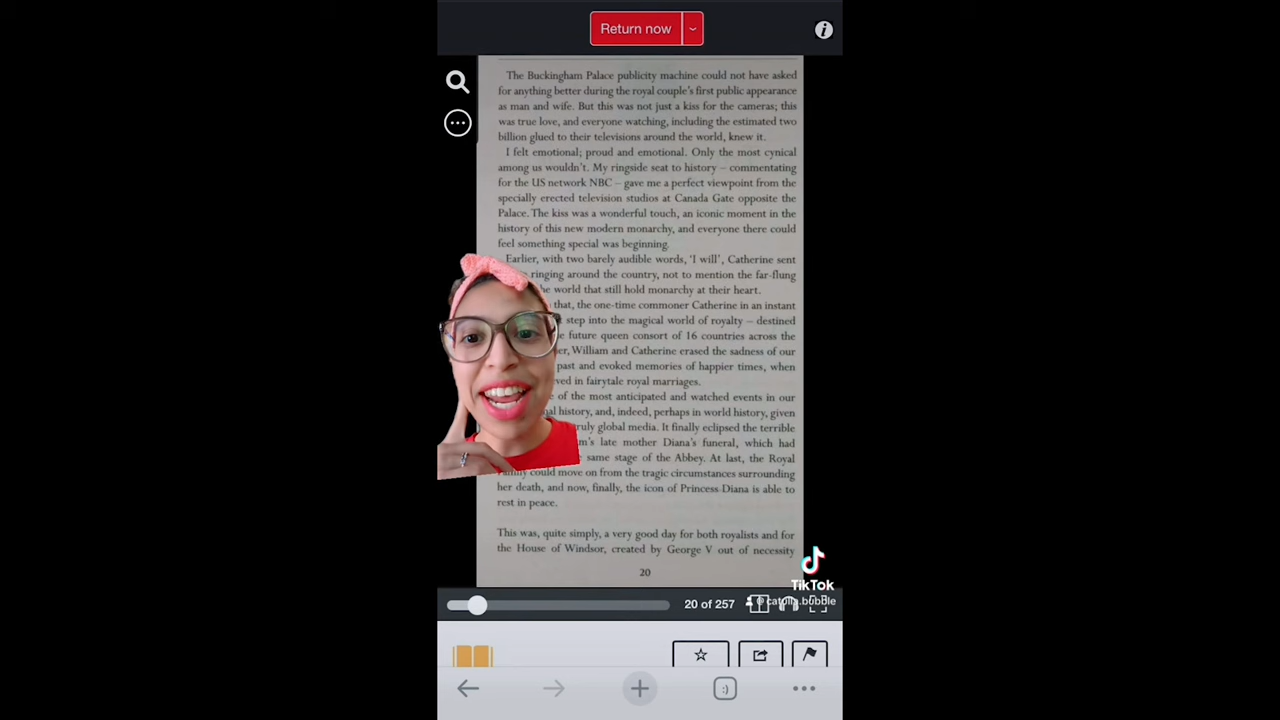 Return now
The Buckingham Palace publicity machine could not have asked
for anything better during the royal couple's first public appearance
as man and wife. But this was not just a kiss for the cameras; this
was true love, and everyone watching, including the estimated two
billion glued to their televisions around the world, knew it.
I felt emotional; proud and emotional. Only the most cynical
among us wouldn't. My ringside seat to history – commentating
for the US network NBC – gave me a perfect viewpoint from the
specially erected television studios at Canada Gate opposite the
Palace. The kiss was a wonderful touch, an iconic moment in the
history of this new modern monarchy, and everyone there could
feel something special was beginning.
Earlier, with two barely audible words, 'I will', Catherine sent
ringing around the country, not to mention the far-flung
the world that still hold monarchy at their heart.
that, the one-time commoner Catherine in an instant
step into the magical world of royalty – destined
future queen consort of 16 countries across the
William and Catherine erased the sadness of our
past and evoked memories of happier times, when
in fairytale royal marriages.
of the most anticipated and watched events in our
history, and, indeed, perhaps in world history, given
truly global media. It finally eclipsed the terrible
late mother Diana's funeral, which had
same stage of the Abbey. At last, the Royal
Family could move on from the tragic circumstances surrounding
her death, and now, finally, the icon of Princess Diana is able to
rest in peace.
This was, quite simply, a very good day for both royalists and for
the House of Windsor, created by George V out of necessity
20
TikTok
20 of 257
:)